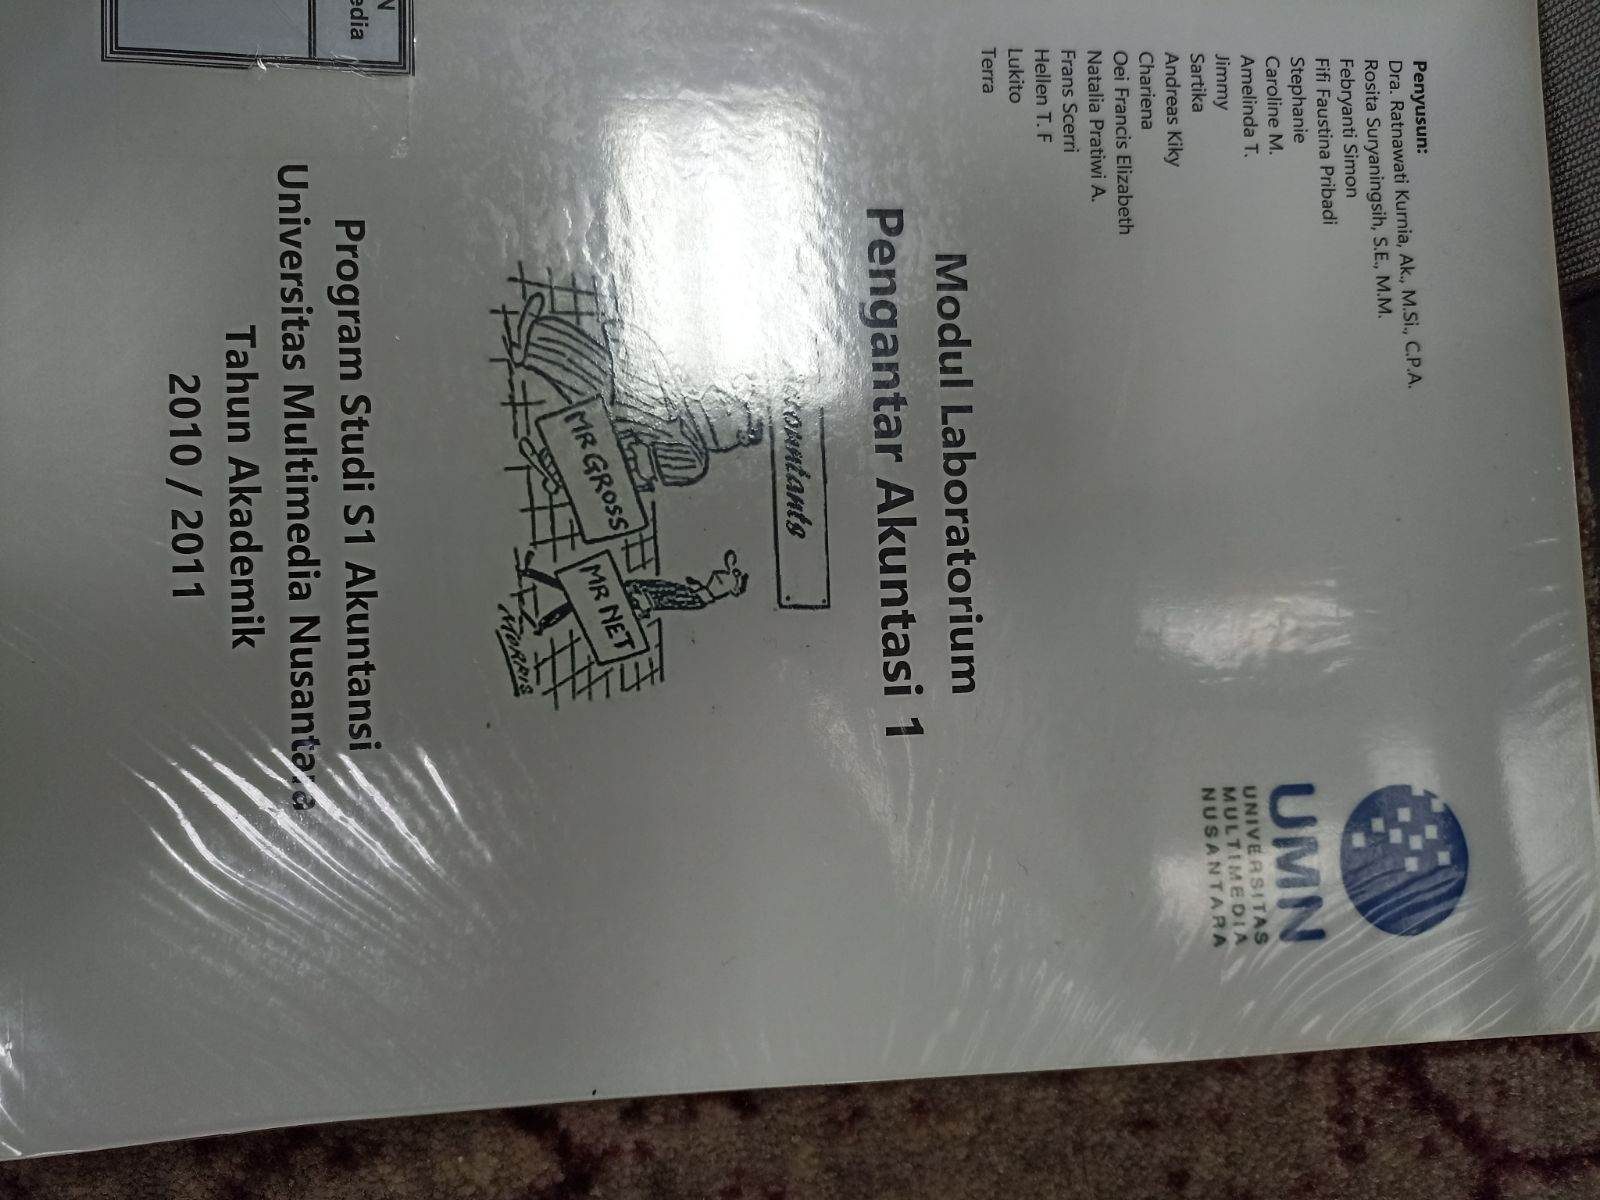 Penyusun:
Dra. Ratnawati Kurnia, Ak., M.Si., C.P.A.
Rosita Suryaningsih, S.E., M.M.
Febryanti Simon
Fifi Faustina Pribadi
Stephanie
Caroline M.
Amelinda T.
Jimmy
Sartika
Andreas Kiky
Chariena
Oei Francis Elizabeth
Natalia Pratiwi A.
Frans Scerri
Hellen T. F
Lukito
Terra
UMN
UNIVERSITAS
MULTIMEDIA
NUSANTARA
Modul Laboratorium
Pengantar Akuntasi 1
MR GROSS
MR NET
MORRIS
Program Studi S1 Akuntansi
Universitas Multimedia Nusantara
Tahun Akademik
2010 / 2011